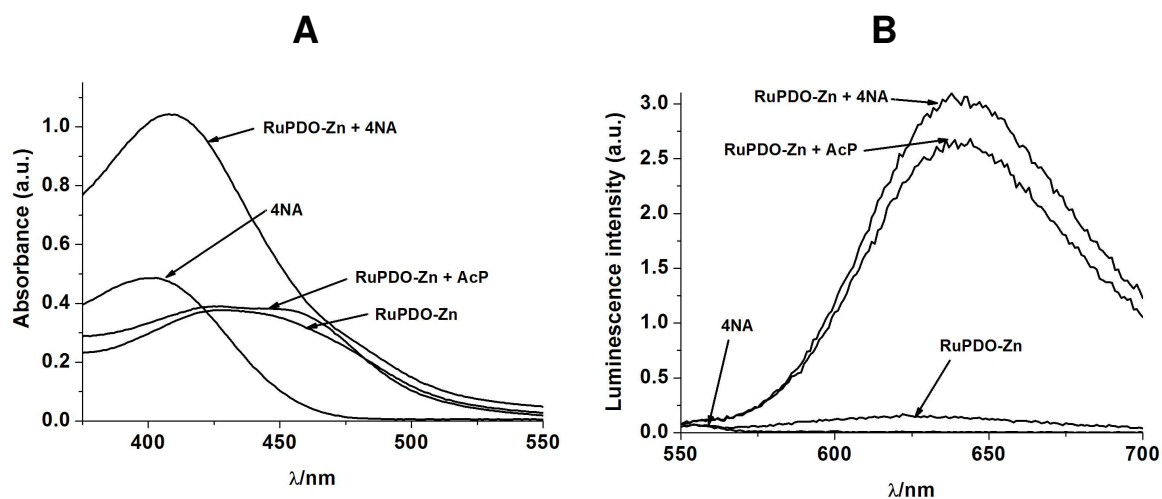 A
B
1.0
0.8
0.6
0.4
0.2
0.0
Absorbance (a.u.)
RuPDO-Zn + 4NA
4NA
RuPDO-Zn + AcP
RuPDO-Zn
400
450
500
550
λ/nm
3.0
2.5
2.0
1.5
1.0
0.5
0.0
Luminescence intensity (a.u.)
RuPDO-Zn + 4NA
RuPDO-Zn + AcP
4NA
RuPDO-Zn
550
600
650
700
λ/nm